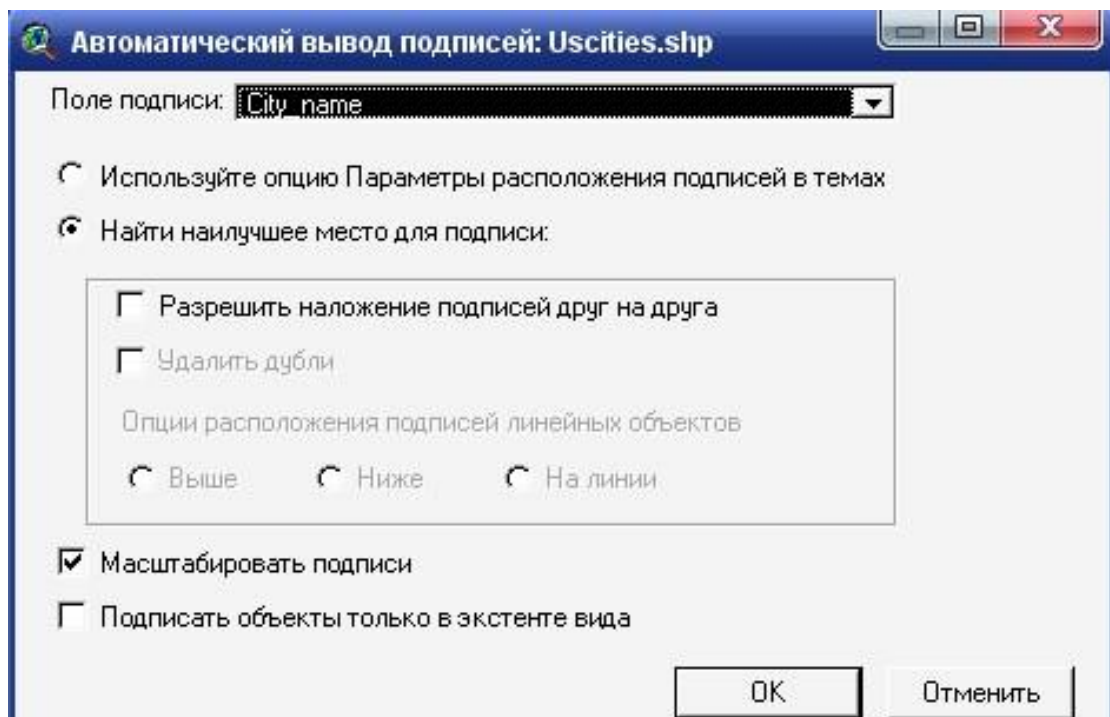 Автоматический вывод подписей: Uscities.shp
Поле подписи: City_name
Используйте опцию Параметры расположения подписей в темах
Найти наилучшее место для подписи:
Разрешить наложение подписей друг на друга
Удалить дубли
Опции расположения подписей линейных объектов
Выше Ниже На линии
Масштабировать подписи
Подписать объекты только в экстенте вида
OK Отменить